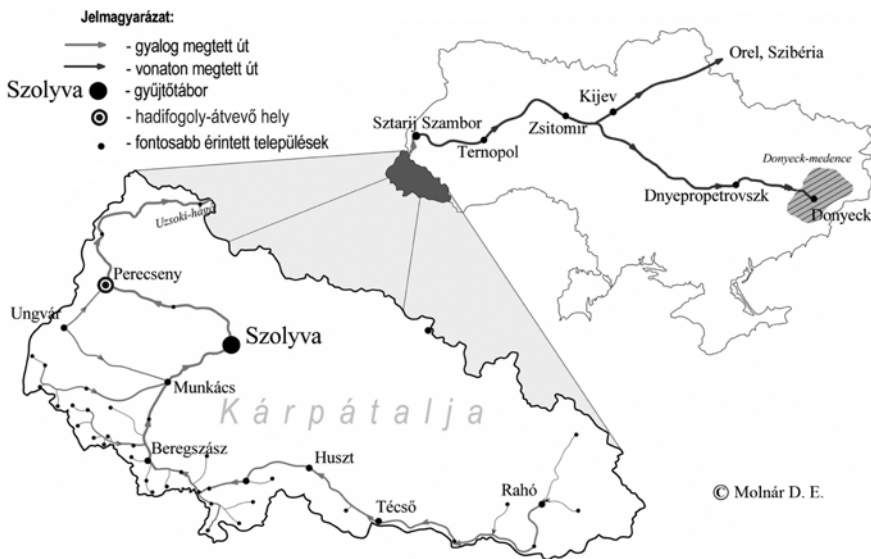 Jelmagyarázat:
- gyalog megtett út
- vonaton megtett út
Szolyva
- gyűjtőtábor
- hadifogoly-átvevő hely
- fontosabb érintett települések
Orel, Szibéria
Kijev
Sztarij Szambor
Zsitomir
Ternopol
Donyeck-medence
Dnyepropetrovszk
Donyeck
Uzsoki-hágó
Perecseny
Ungvár
Szolyva
Munkács
Kárpátalja
Beregszász
Huszt
Rahó
Técső
© Molnár D. E.